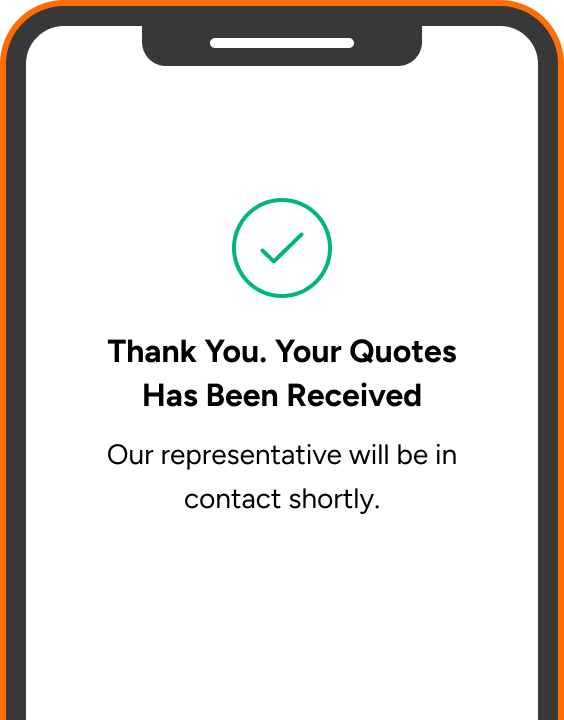 Thank You. Your Quotes
Has Been Received
Our representative will be in
contact shortly.